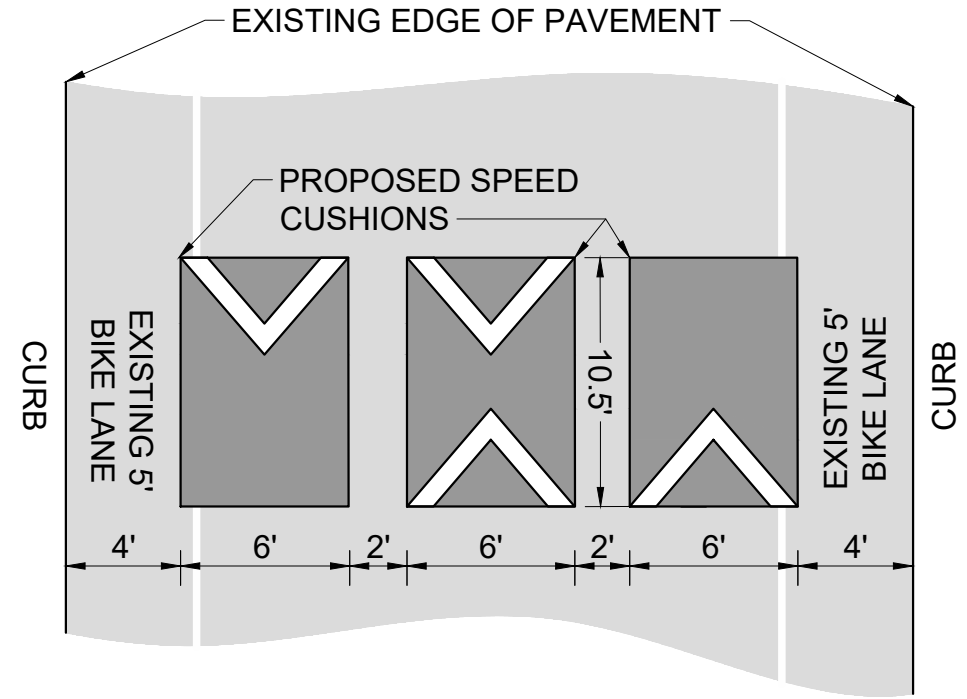 EXISTING EDGE OF PAVEMENT
PROPOSED SPEED
CUSHIONS
CURB
EXISTING 5'
BIKE LANE
10.5'
EXISTING 5'
BIKE LANE
CURB
4'
6'
2'
6'
2'
6'
4'